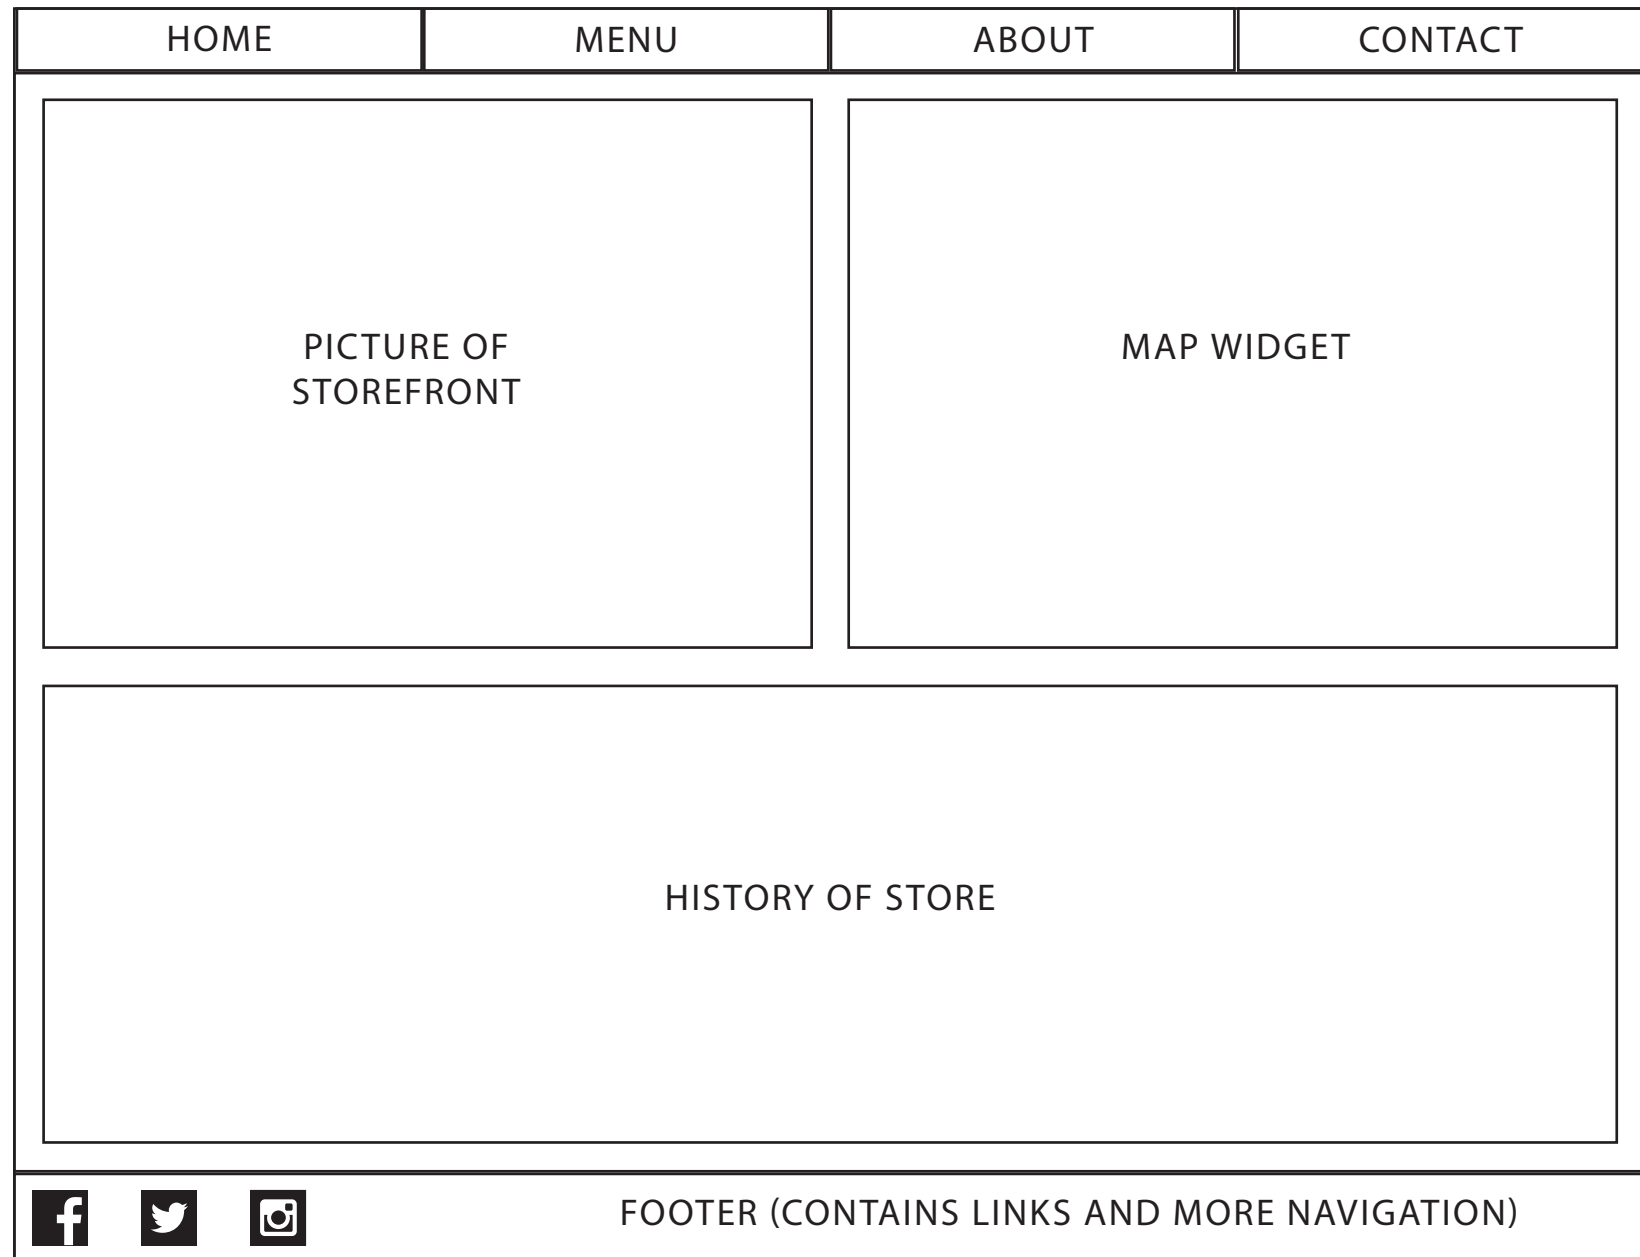 HOME
MENU
ABOUT
CONTACT
PICTURE OF
STOREFRONT
MAP WIDGET
HISTORY OF STORE
FOOTER (CONTAINS LINKS AND MORE NAVIGATION)